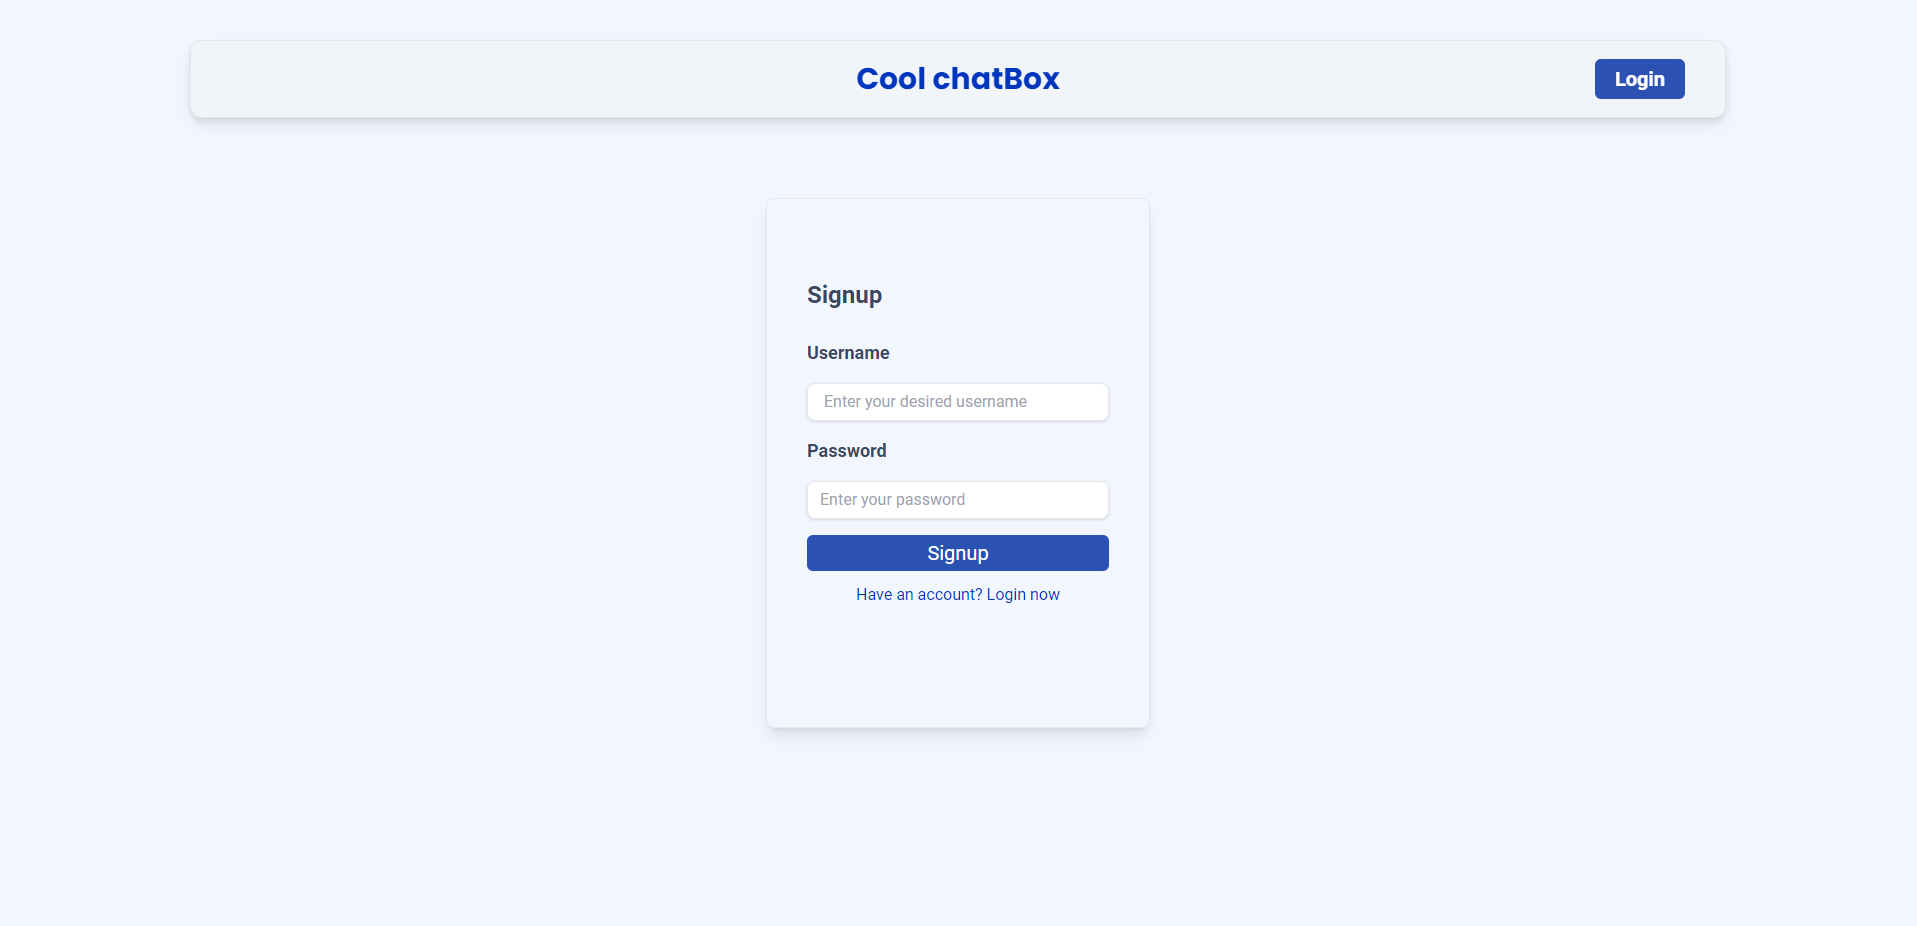 Cool chatBox
Login
Signup
Username
Enter your desired username
Password
Enter your password
Signup
Have an account? Login now